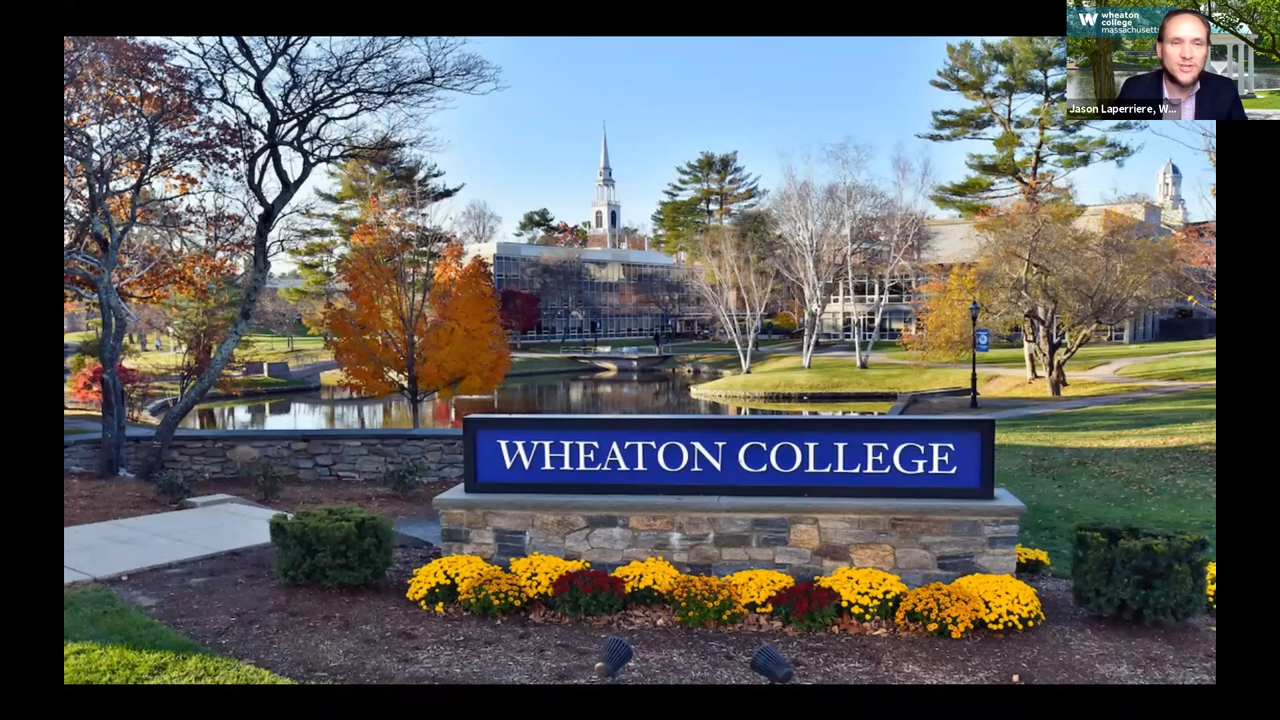 W wheaton
college
massachusetts
Jason Laperriere, W...
WHEATON COLLEGE